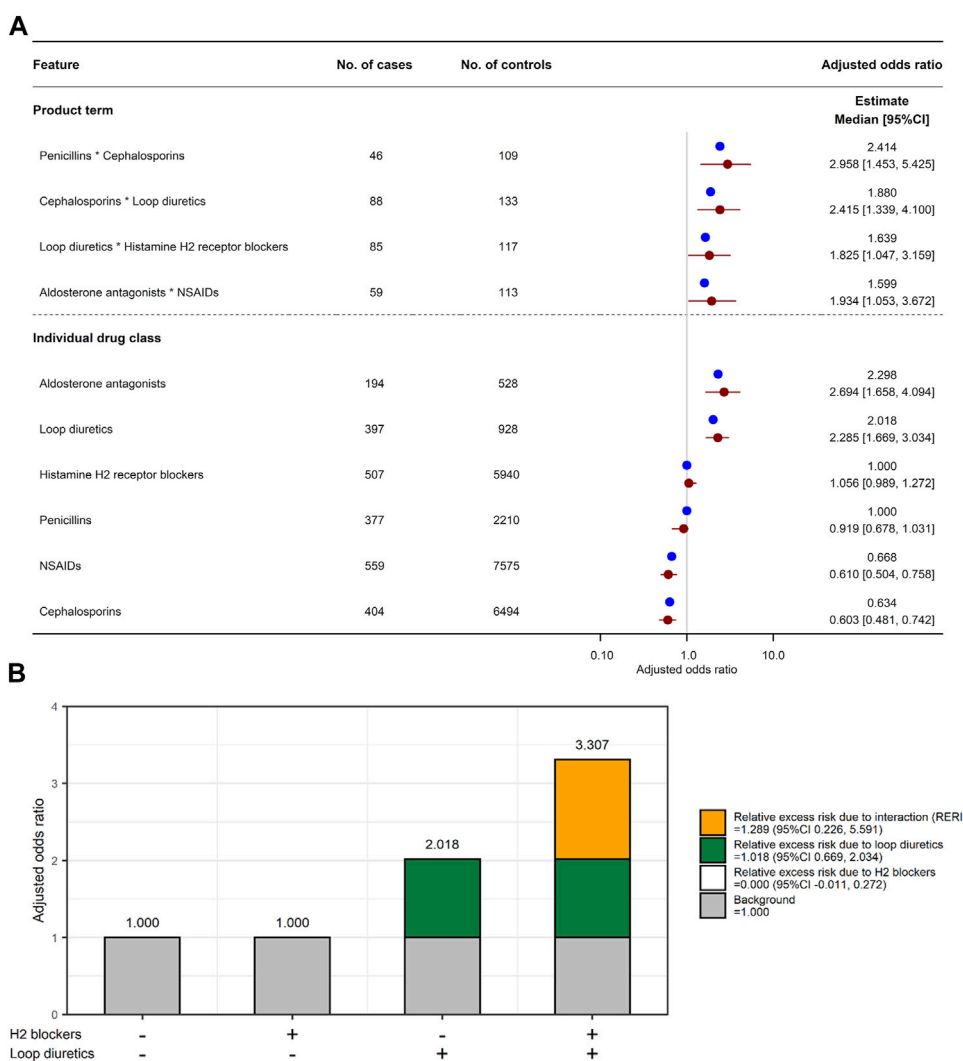 A
Feature No. of cases No. of controls Adjusted odds ratio
Product term Estimate
Median [95%CI]
Penicillins * Cephalosporins 46 109 2.414
2.958 [1.453, 5.425]
Cephalosporins * Loop diuretics 88 133 1.880
2.415 [1.339, 4.100]
Loop diuretics * Histamine H2 receptor blockers 85 117 1.639
1.825 [1.047, 3.159]
Aldosterone antagonists * NSAIDs 59 113 1.599
1.934 [1.053, 3.672]
Individual drug class
Aldosterone antagonists 194 528 2.298
2.694 [1.658, 4.094]
Loop diuretics 397 928 2.018
2.285 [1.669, 3.034]
Histamine H2 receptor blockers 507 5940 1.000
1.056 [0.989, 1.272]
Penicillins 377 2210 1.000
0.919 [0.678, 1.031]
NSAIDs 559 7575 0.668
0.610 [0.504, 0.758]
Cephalosporins 404 6494 0.634
0.603 [0.481, 0.742]
0.10 1.0 10.0
Adjusted odds ratio
B
Adjusted odds ratio
4
3
2
1
0
1.000
1.000
2.018
3.307
Relative excess risk due to interaction (RERI
=1.289 (95%CI 0.226, 5.591)
Relative excess risk due to loop diuretics
=1.018 (95%CI 0.669, 2.034)
Relative excess risk due to H2 blockers
=0.000 (95%CI -0.011, 0.272)
Background
=1.000
H2 blockers - + - +
Loop diuretics - - + +